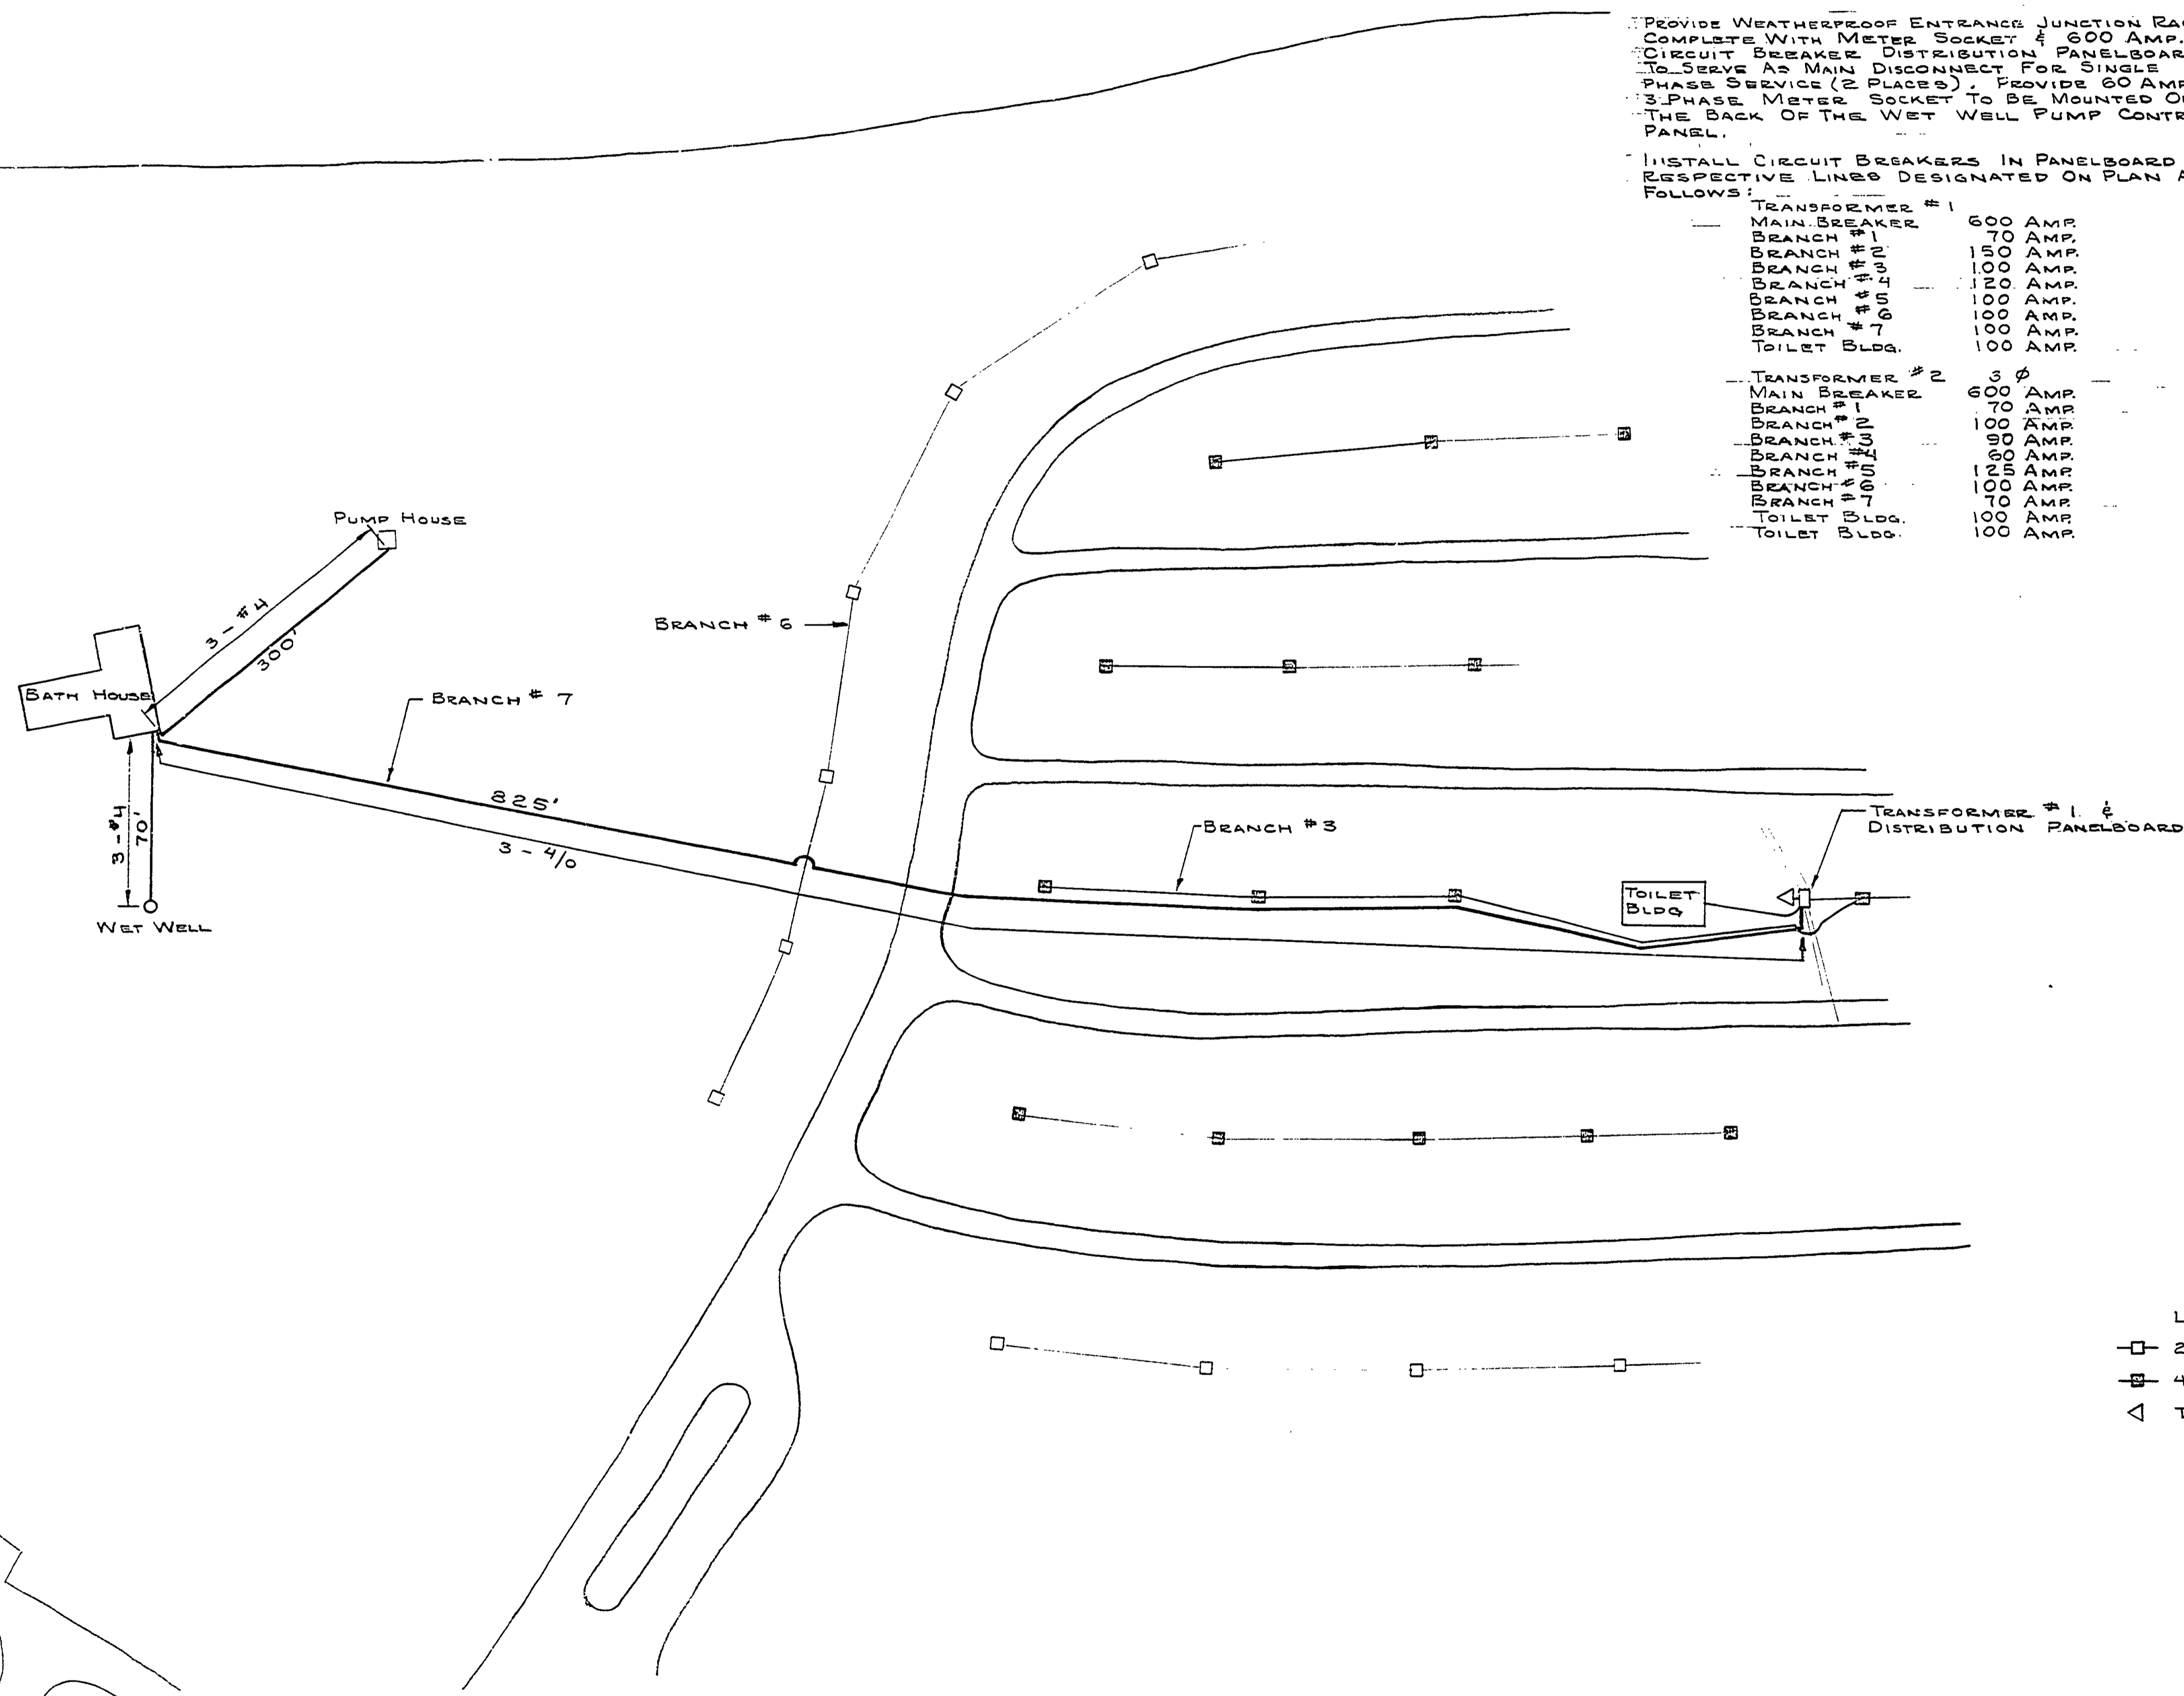 PROVIDE WEATHERPROOF ENTRANCE JUNCTION
COMPLETE WITH METER SOCKET & 600 AMP.
CIRCUIT BREAKER DISTRIBUTION
TO SERVE AS MAIN DISCONNECT FOR SINGLE
PHASE SERVICE (2 PLACES). PROVIDE 60
3 PHASE METER SOCKET TO BE MOUNTED
THE BACK OF THE WET WELL PUMP
PANEL.
INSTALL CIRCUIT BREAKERS IN PANELBOARD
RESPECTIVE LINES DESIGNATED ON PLAN
FOLLOWS:
TRANSFORMER #1
MAIN BREAKER 600 AMP.
BRANCH #1 70 AMP.
BRANCH #2 150 AMP.
BRANCH #3 100 AMP.
BRANCH #4 120 AMP.
BRANCH #5 100 AMP.
BRANCH #6 100 AMP.
BRANCH #7 100 AMP.
TOILET BLDG. 100 AMP.
TRANSFORMER #2 3 Ø
MAIN BREAKER 600 AMP.
BRANCH #1 70 AMP
BRANCH #2 100 AMP.
BRANCH #3 90 AMP.
BRANCH #4 60 AMP.
BRANCH #5 125 AMP.
BRANCH #6 100 AMP.
BRANCH #7 70 AMP.
TOILET BLDG. 100 AMP.
TOILET BLDG. 100 AMP.
PUMP HOUSE
3-#4
300'
BRANCH #6
BATH HOUSE
BRANCH #7
825'
3-4/0
3-#4
70'
WET WELL
BRANCH #3
TRANSFORMER #1 &
DISTRIBUTION PANELBOARD
TOILET
BLDG
L
2
4
T